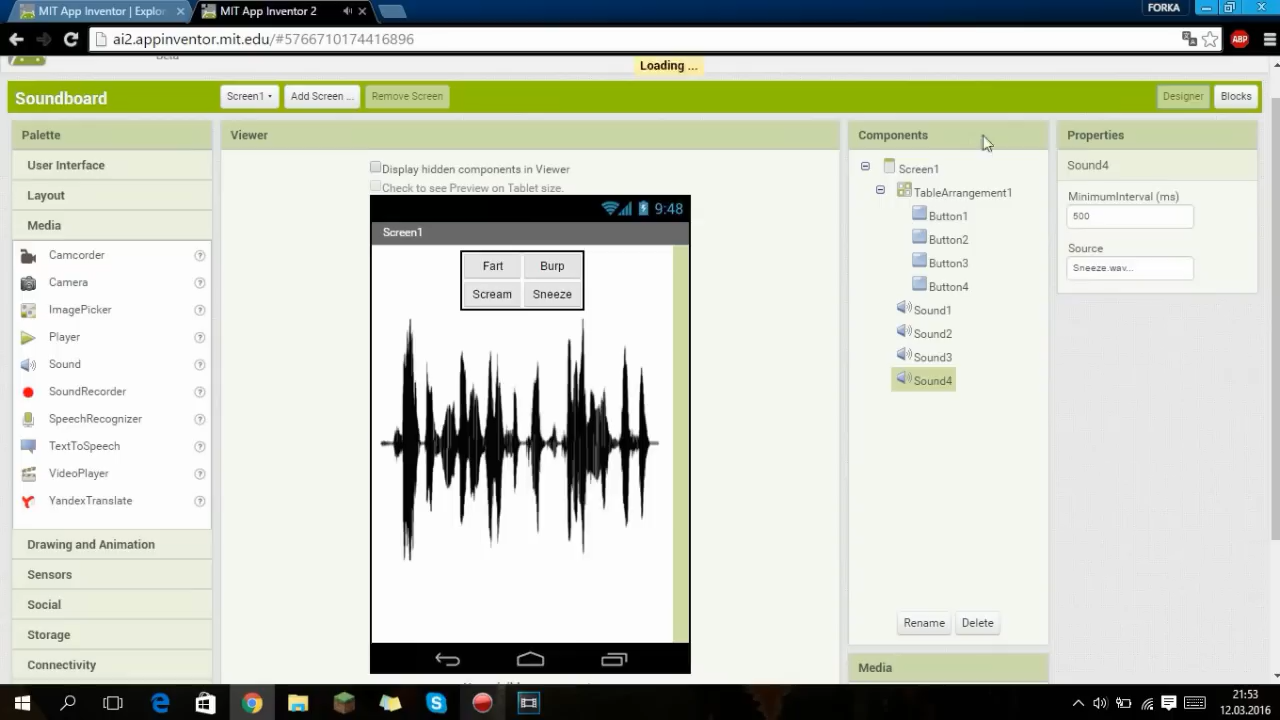 MIT App Inventor | Explor
MIT App Inventor 2
FORKA
ai2.appinventor.mit.edu/#5766710174416896
ABP
Beta
Loading ...
Soundboard
Screen1
Add Screen ...
Remove Screen
Designer
Blocks
Palette
User Interface
Layout
Media
Camcorder
Camera
ImagePicker
Player
Sound
SoundRecorder
SpeechRecognizer
TextToSpeech
VideoPlayer
YandexTranslate
Drawing and Animation
Sensors
Social
Storage
Connectivity
Viewer
Display hidden components in Viewer
Check to see Preview on Tablet size.
9:48
Screen1
Fart
Burp
Scream
Sneeze
Components
Screen1
TableArrangement1
Button1
Button2
Button3
Button4
Sound1
Sound2
Sound3
Sound4
Rename
Delete
Media
Properties
Sound4
MinimumInterval (ms)
500
Source
Sneeze.wav...
21:53
12.03.2016